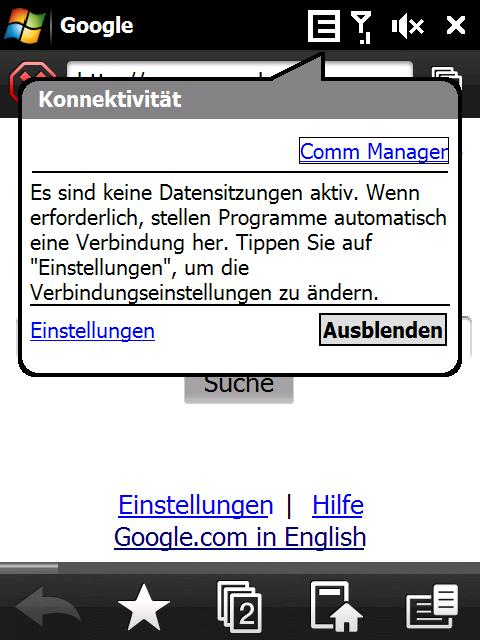 Google
E
Konnektivität
Comm Manager
Es sind keine Datensitzungen aktiv. Wenn
erforderlich, stellen Programme automatisch
eine Verbindung her. Tippen Sie auf
"Einstellungen", um die
Verbindungseinstellungen zu ändern.
Einstellungen
Ausblenden
Suche
Einstellungen | Hilfe
Google.com in English
2